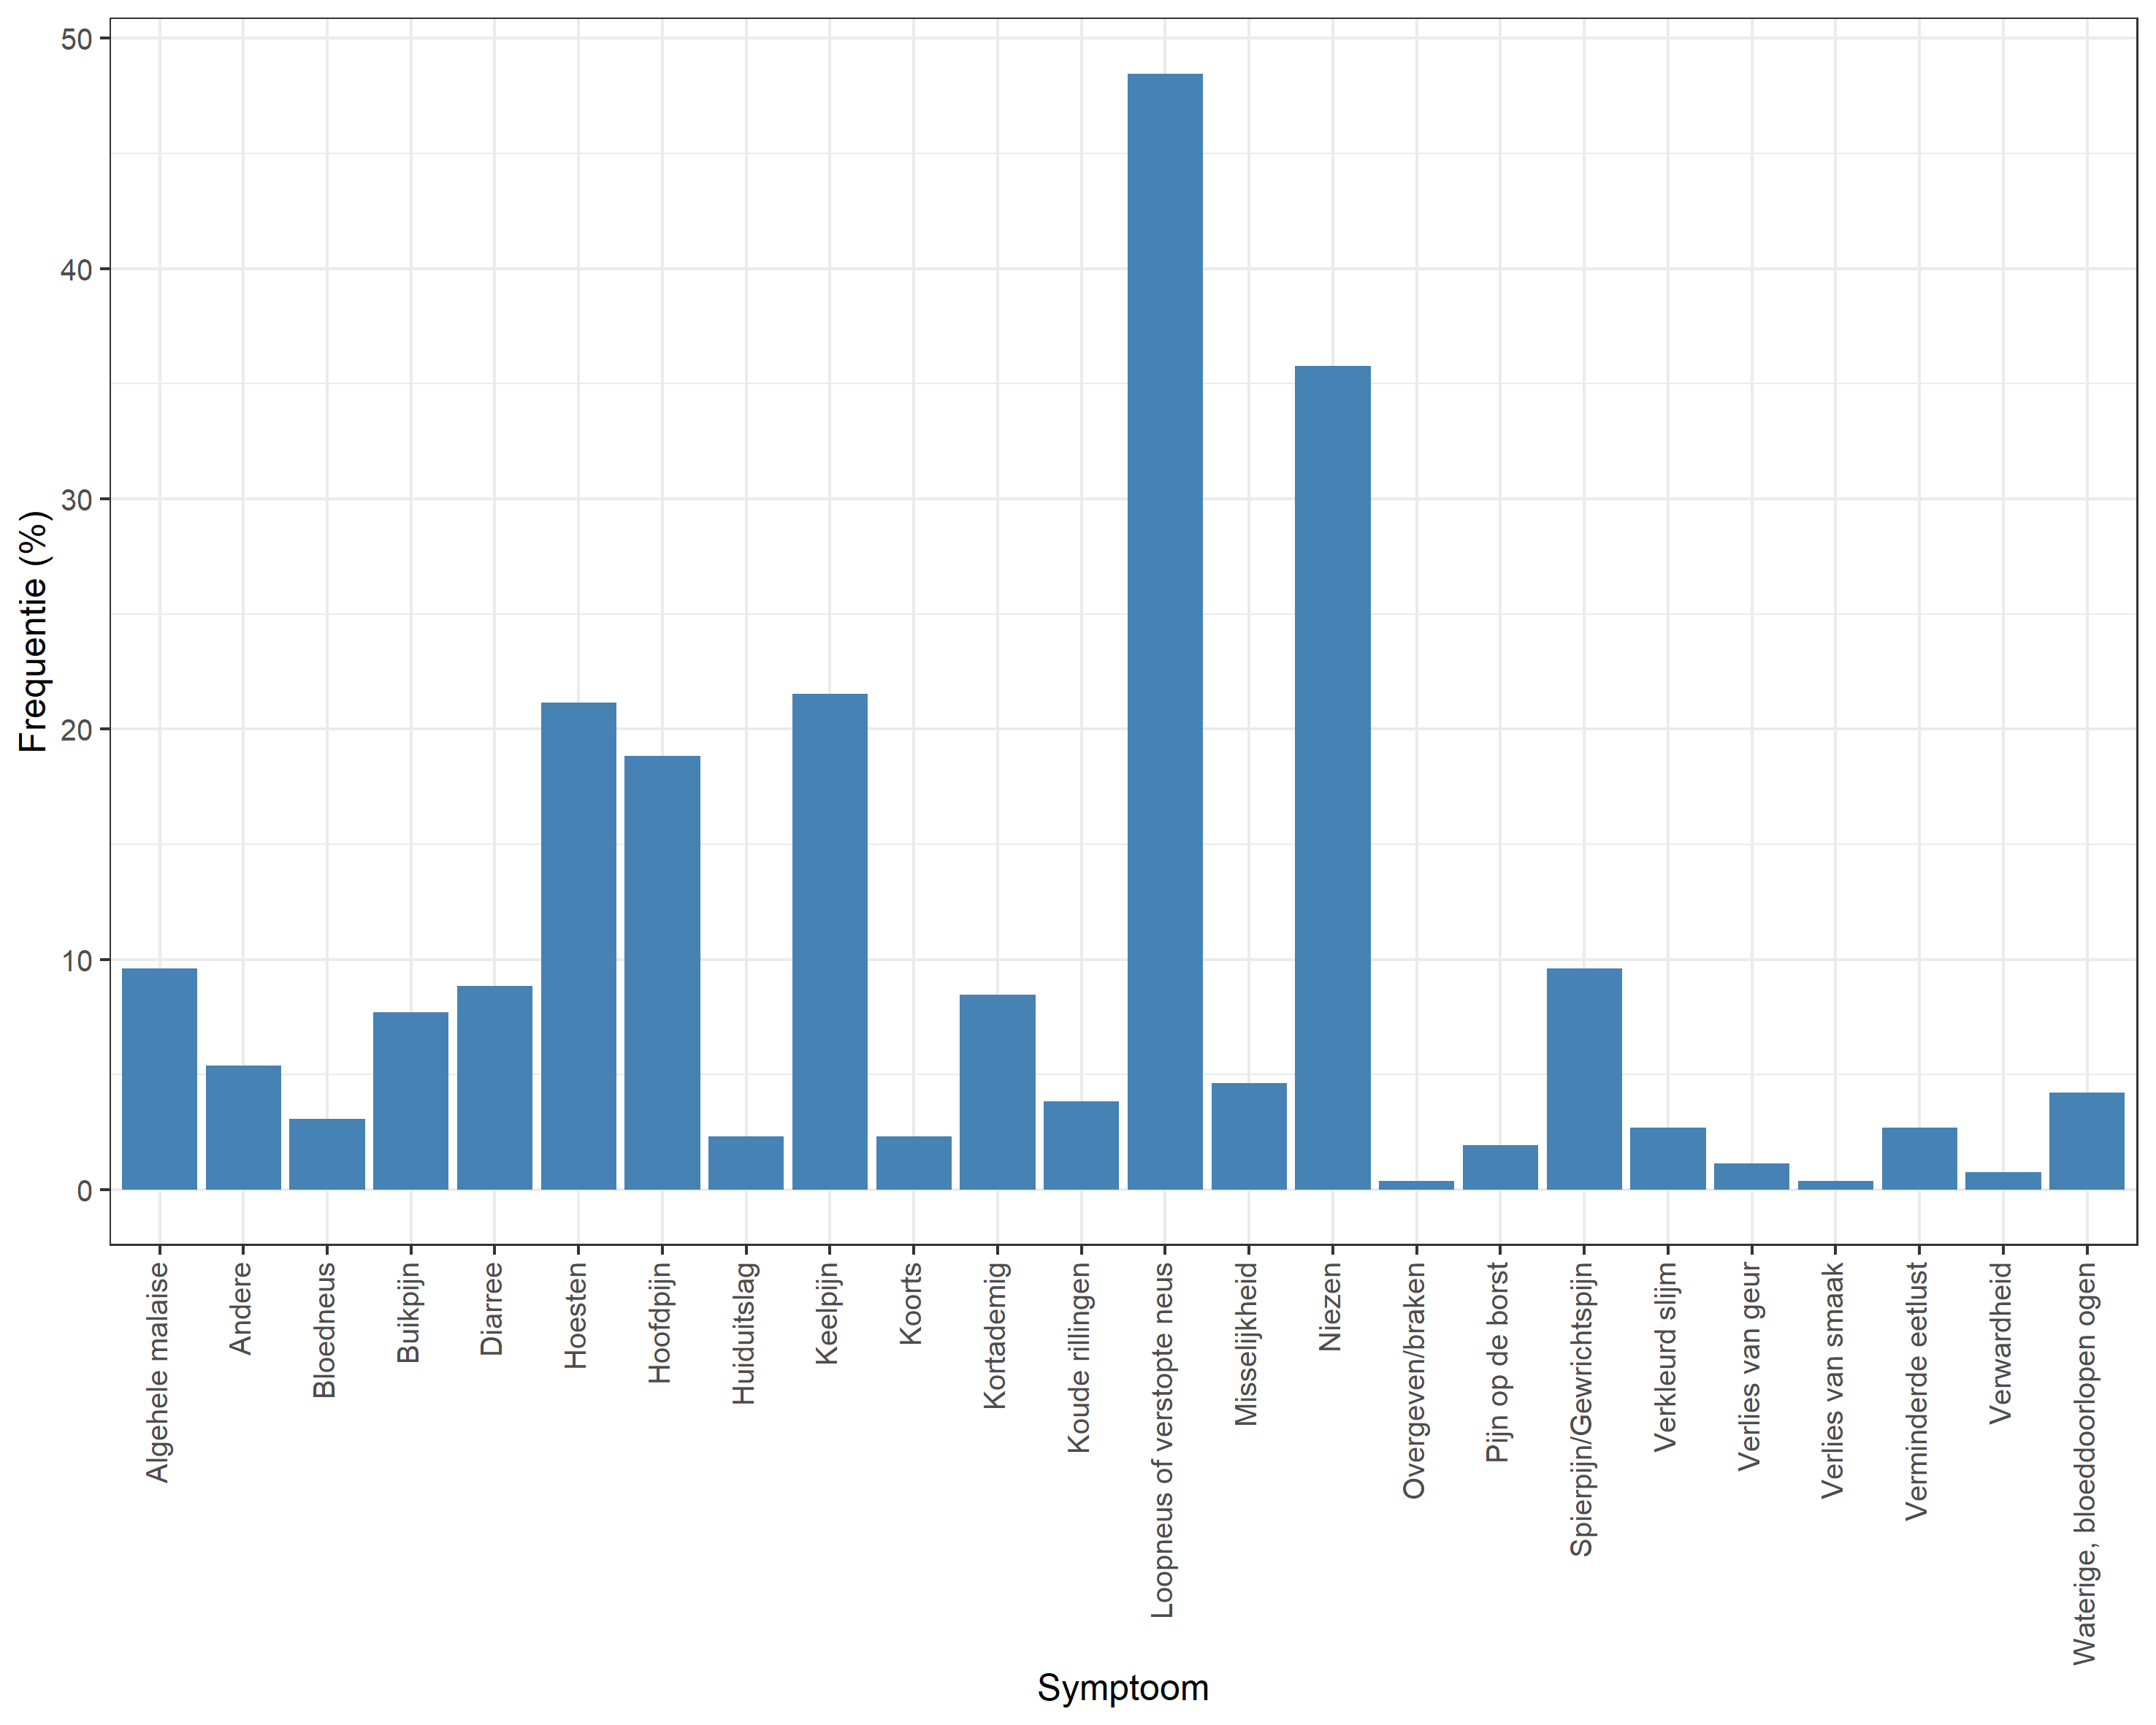 Frequentie (%)
50
40
30
20
10
0
Algehele malaise
Andere
Bloedneus
Buikpijn
Diarree
Hoesten
Hoofdpijn
Huiduitslag
Keelpijn
Koorts
Kortademig
Koude rillingen
Loopneus of verstopte neus
Misselijkheid
Niezen
Overgeven/braken
Pijn op de borst
Spierpijn/Gewrichtspijn
Verkleurd slijm
Verlies van geur
Verlies van smaak
Verminderde eetlust
Verwardheid
Waterige, bloeddoorlopen ogen
Symptoom